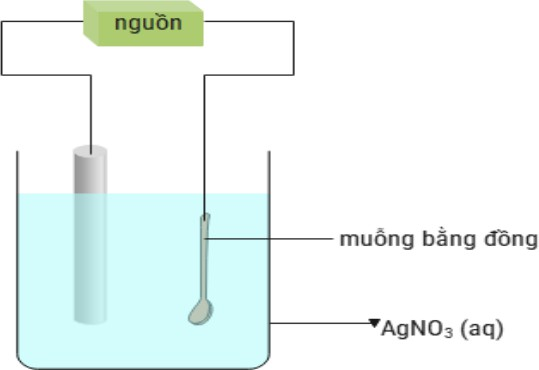 nguồn
muỗng bằng đồng
AgNO₃ (aq)